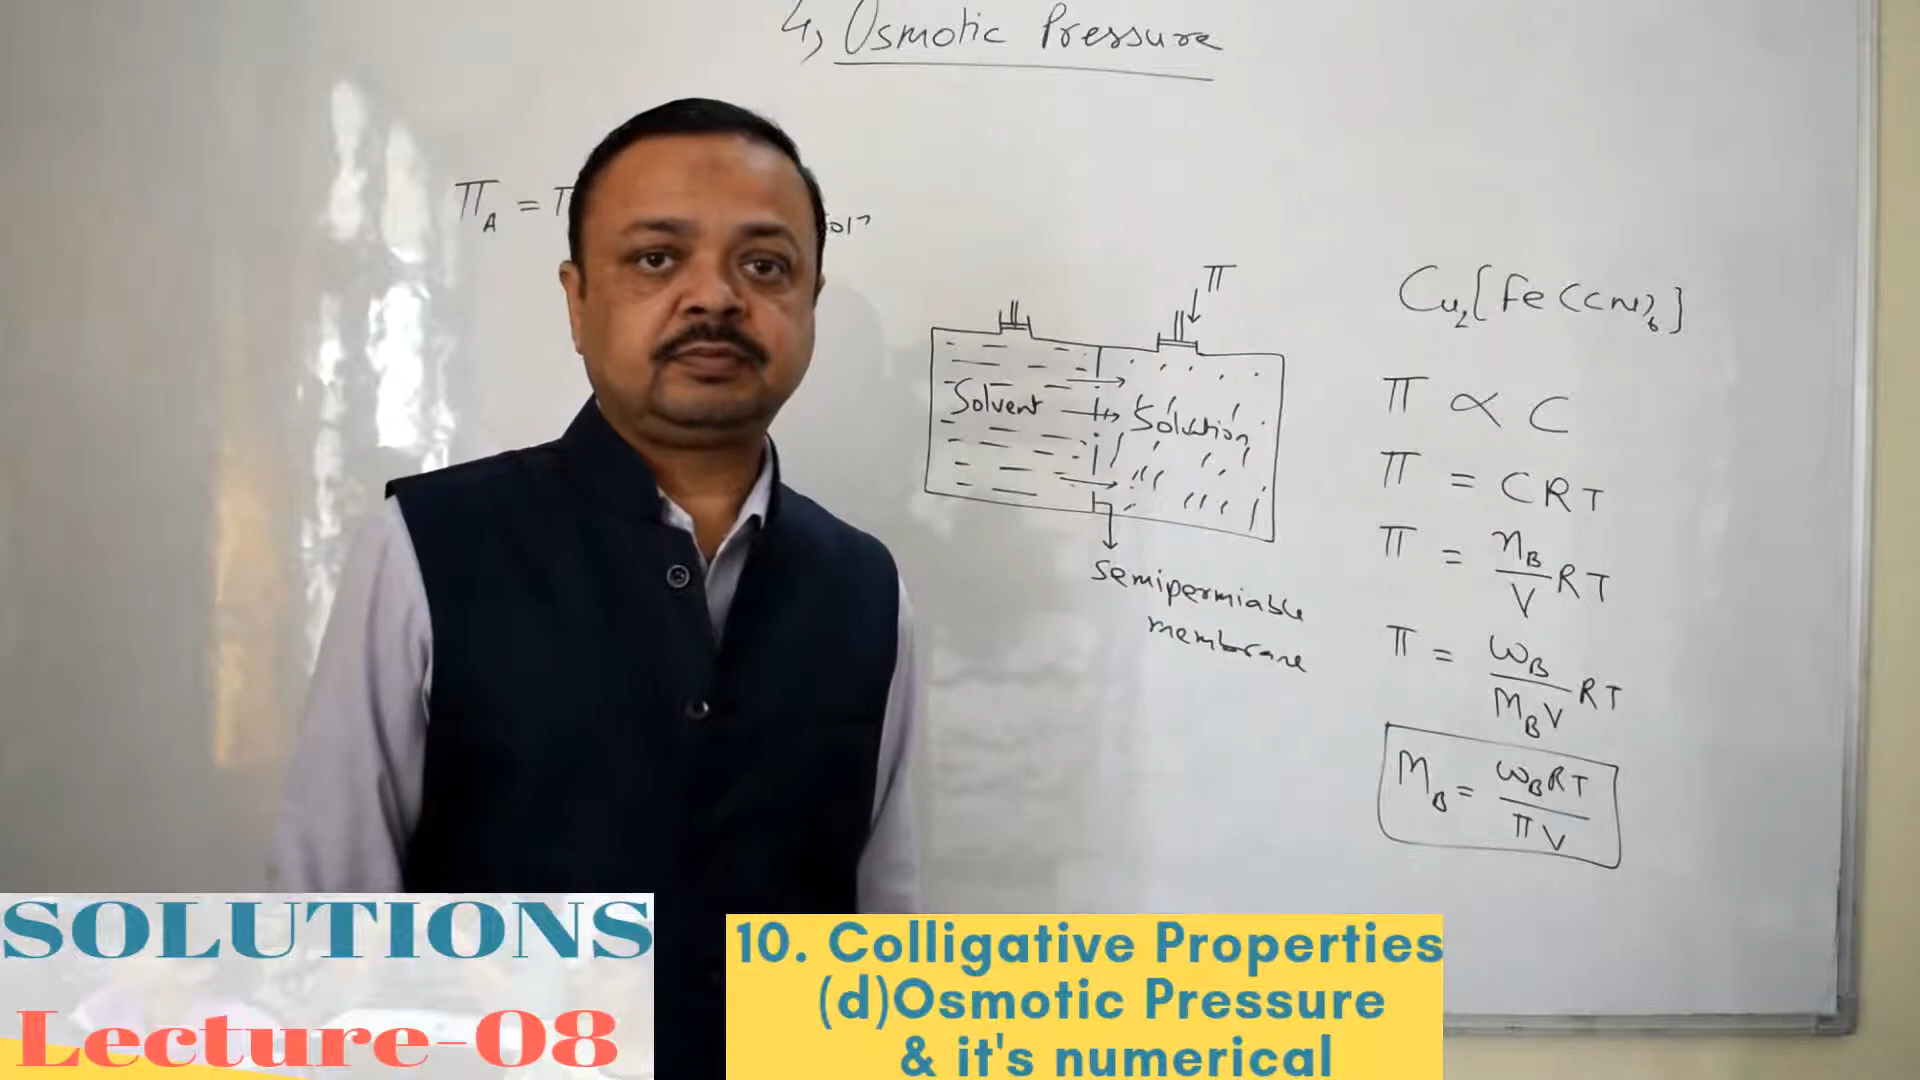 4, Osmotic Pressure
π_A = π
Sol?
π
Solvent
Solution
Semipermiable
membrane
Cu₂[Fe(CN)₆]
π ∝ C
π = CRT
π = n_B/V RT
π = w_B/M_B V RT
M_B = w_B RT/π V
SOLUTIONS
Lecture-08
10. Colligative Properties
(d)Osmotic Pressure
& it's numerical